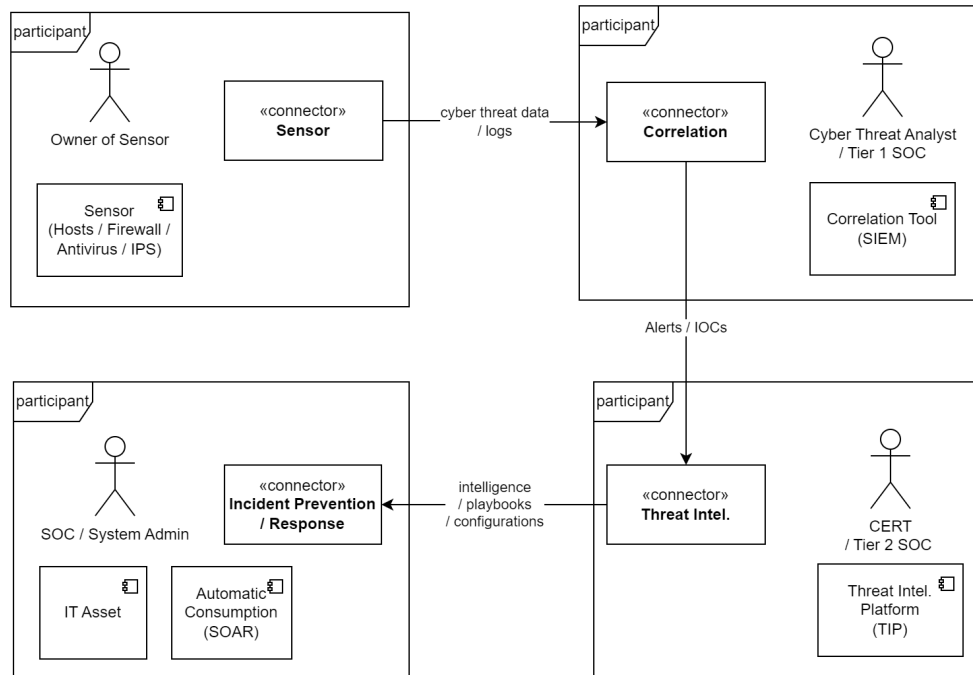 participant
Owner of Sensor
«connector»
Sensor
Sensor
(Hosts / Firewall /
Antivirus / IPS)
cyber threat data
/ logs
participant
«connector»
Correlation
Cyber Threat Analyst
/ Tier 1 SOC
Correlation Tool
(SIEM)
Alerts / IOCs
participant
SOC / System Admin
«connector»
Incident Prevention
/ Response
IT Asset
Automatic
Consumption
(SOAR)
intelligence
/ playbooks
/ configurations
participant
«connector»
Threat Intel.
CERT
/ Tier 2 SOC
Threat Intel.
Platform
(TIP)